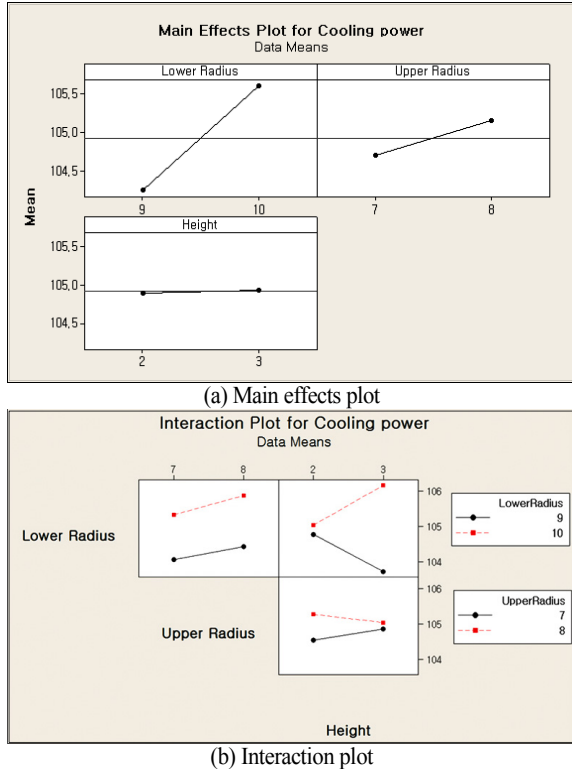 Main Effects Plot for Cooling power
Data Means
Lower Radius Upper Radius
105,5
105,0
104,5
9 10 7 8
Mean
Height
105,5
105,0
104,5
2 3
(a) Main effects plot
Interaction Plot for Cooling power
Data Means
7 8 2 3
Lower Radius
106
105
104
LowerRadius
9
10
Upper Radius
106
105
104
UpperRadius
7
8
Height
(b) Interaction plot